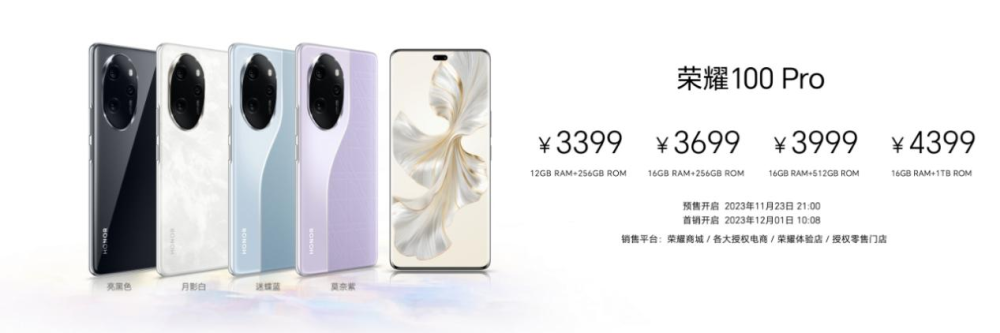 荣耀100 Pro
￥3399 ￥3699 ￥3999 ￥4399
12GB RAM+256GB ROM 16GB RAM+256GB ROM 16GB RAM+512GB ROM 16GB RAM+1TB ROM
预售开启 2023年11月23日 21:00
首销开启 2023年12月01日 10:08
销售平台：荣耀商城 / 各大授权电商 / 荣耀体验店 / 授权零售门店
HONOR HONOR HONOR HONOR
亮黑色 月影白 迷蝶蓝 莫奈紫